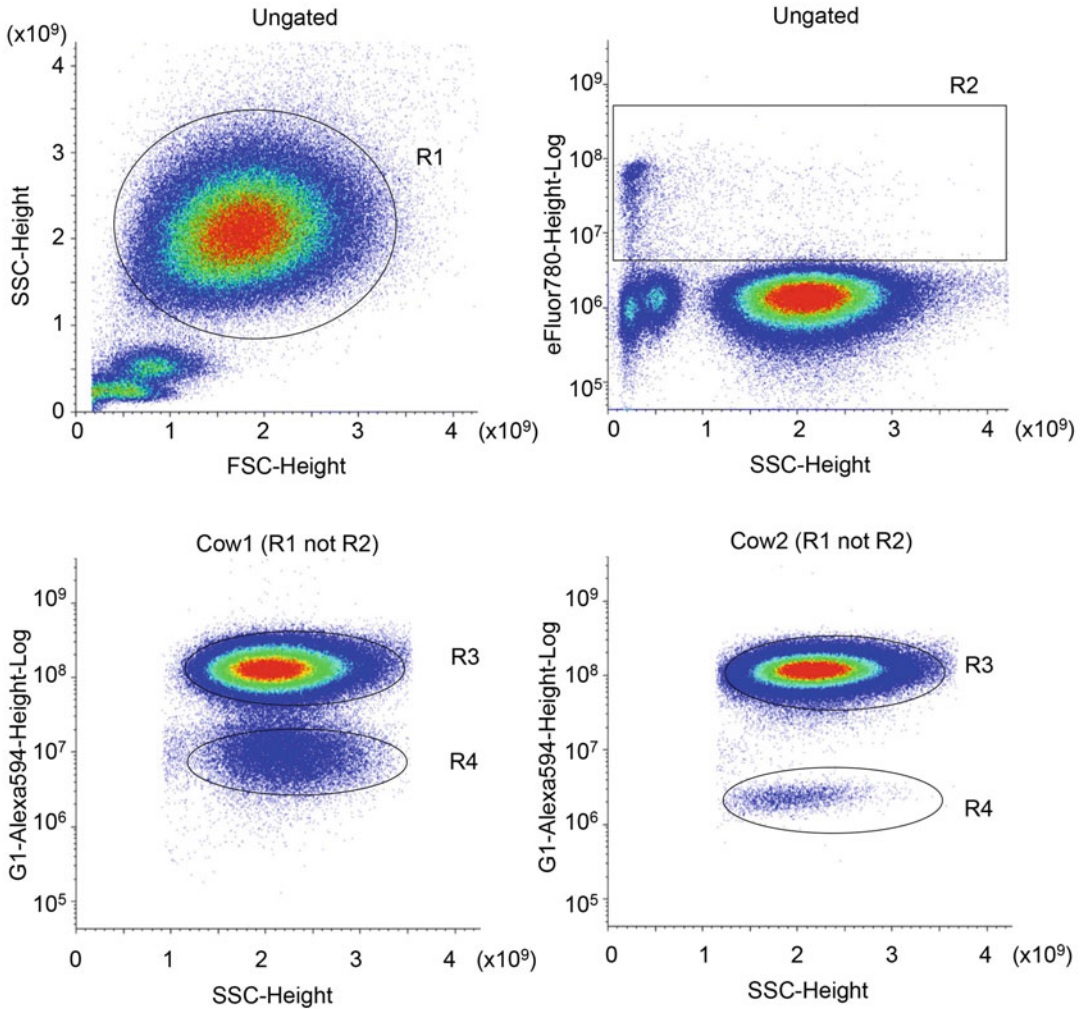 Ungated
(x10⁹)
4
3
2
1
0
SSC-Height
R1
0 1 2 3 4 (x10⁹)
FSC-Height
Ungated
10⁹
10⁸
10⁷
10⁶
10⁵
eFluor780-Height-Log
R2
0 1 2 3 4 (x10⁹)
SSC-Height
Cow1 (R1 not R2)
10⁹
10⁸
10⁷
10⁶
10⁵
G1-Alexa594-Height-Log
R3
R4
0 1 2 3 4 (x10⁹)
SSC-Height
Cow2 (R1 not R2)
10⁹
10⁸
10⁷
10⁶
10⁵
G1-Alexa594-Height-Log
R3
R4
0 1 2 3 4 (x10⁹)
SSC-Height